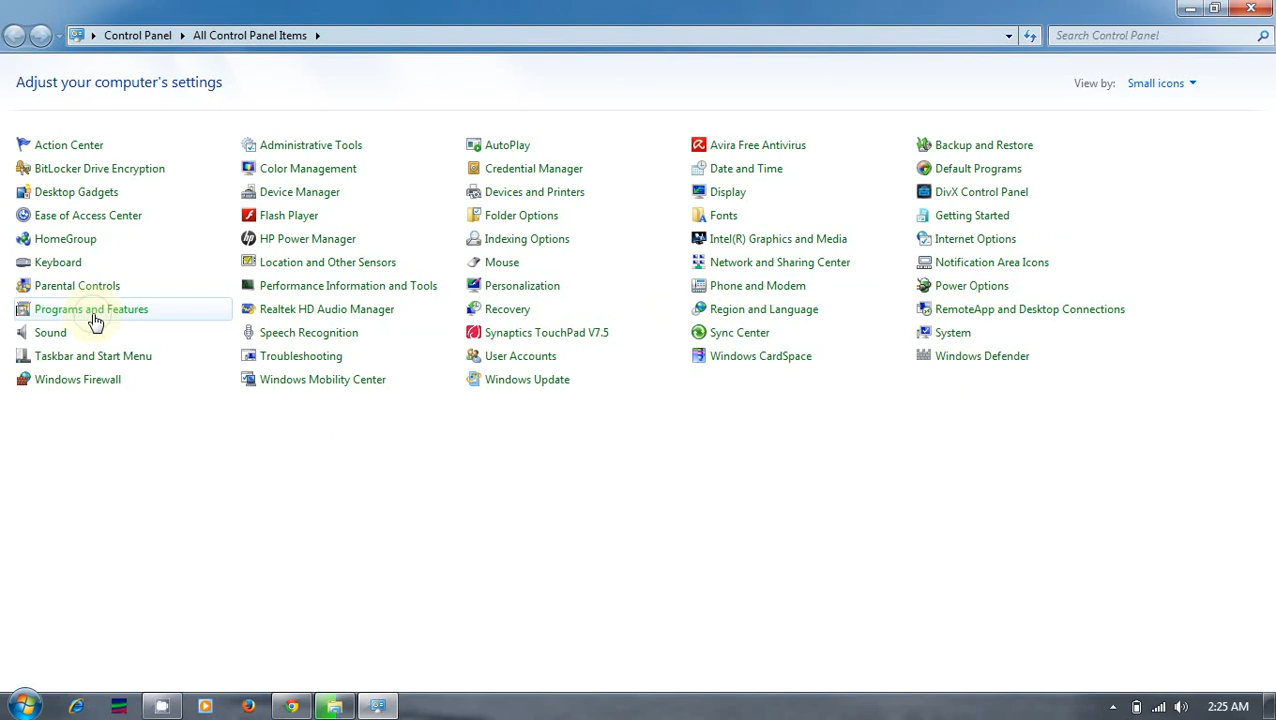 Control Panel All Control Panel Items Search Control Panel
Adjust your computer's settings View by: Small icons
Action Center Administrative Tools AutoPlay Avira Free Antivirus Backup and Restore
BitLocker Drive Encryption Color Management Credential Manager Date and Time Default Programs
Desktop Gadgets Device Manager Devices and Printers Display DivX Control Panel
Ease of Access Center Flash Player Folder Options Fonts Getting Started
HomeGroup HP Power Manager Indexing Options Intel(R) Graphics and Media Internet Options
Keyboard Location and Other Sensors Mouse Network and Sharing Center Notification Area Icons
Parental Controls Performance Information and Tools Personalization Phone and Modem Power Options
Programs and Features Realtek HD Audio Manager Recovery Region and Language RemoteApp and Desktop Connections
Sound Speech Recognition Synaptics TouchPad V7.5 Sync Center System
Taskbar and Start Menu Troubleshooting User Accounts Windows CardSpace Windows Defender
Windows Firewall Windows Mobility Center Windows Update
2:25 AM